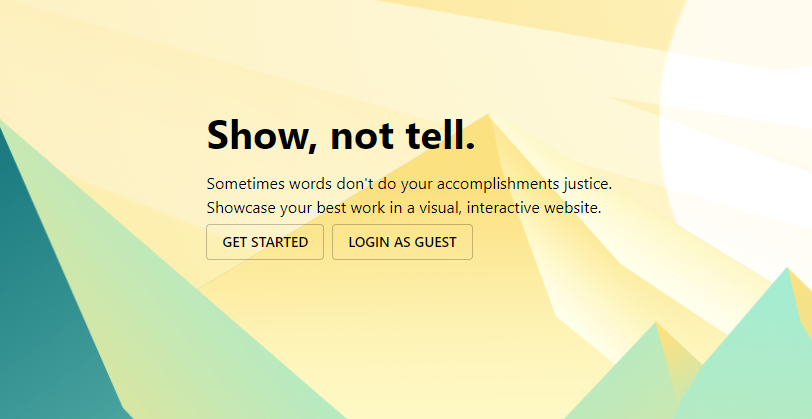 Show, not tell.
Sometimes words don't do your accomplishments justice.
Showcase your best work in a visual, interactive website.
GET STARTED
LOGIN AS GUEST